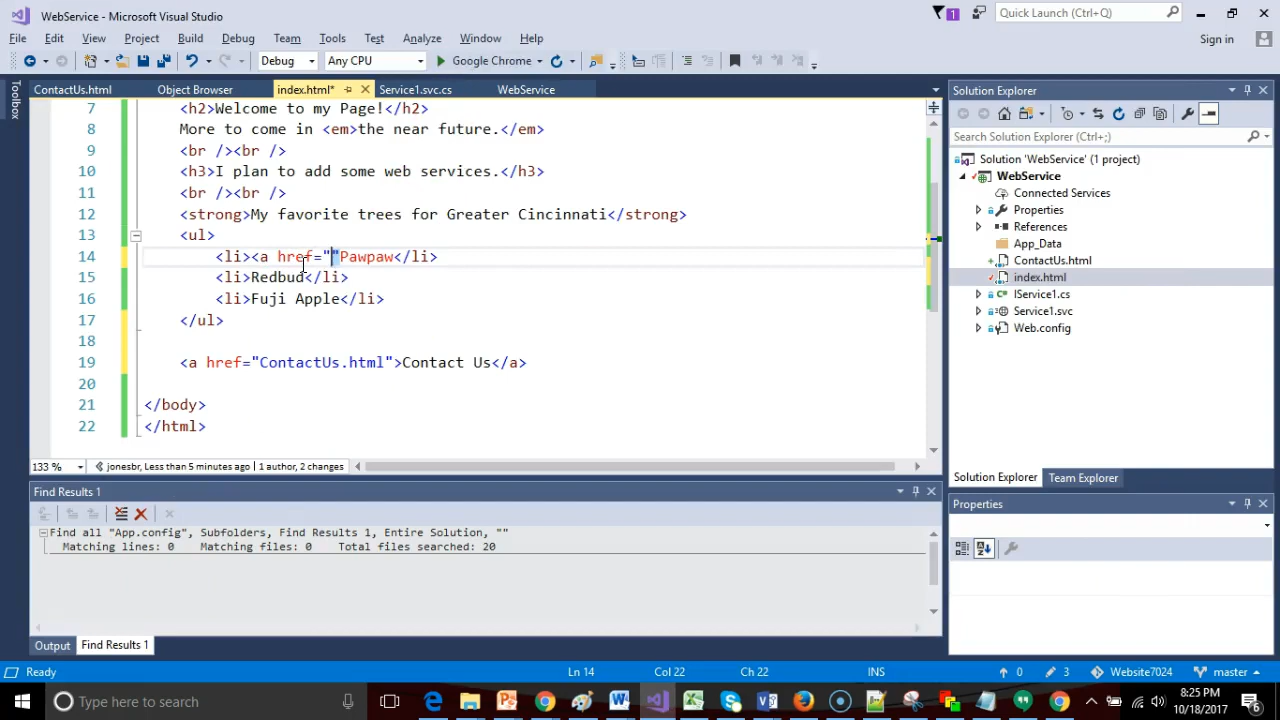 WebService - Microsoft Visual Studio
1
Quick Launch (Ctrl+Q)
File Edit View Project Build Debug Team Tools Test Analyze Window Help
Sign in
Debug Any CPU Google Chrome
Toolbox
ContactUs.html Object Browser index.html* Service1.svc.cs WebService
7 <h2>Welcome to my Page!</h2>
8 More to come in <em>the near future.</em>
9 <br /><br />
10 <h3>I plan to add some web services.</h3>
11 <br /><br />
12 <strong>My favorite trees for Greater Cincinnati</strong>
13 <ul>
14 <li><a href=""Pawpaw</li>
15 <li>Redbud</li>
16 <li>Fuji Apple</li>
17 </ul>
18
19 <a href="ContactUs.html">Contact Us</a>
20
21 </body>
22 </html>
133 % jonesbr, Less than 5 minutes ago | 1 author, 2 changes
Solution Explorer
Search Solution Explorer (Ctrl+;)
Solution 'WebService' (1 project)
WebService
Connected Services
Properties
References
App_Data
ContactUs.html
index.html
IService1.cs
Service1.svc
Web.config
Solution Explorer Team Explorer
Properties
Find Results 1
Find all "App.config", Subfolders, Find Results 1, Entire Solution, ""
Matching lines: 0 Matching files: 0 Total files searched: 20
Output Find Results 1
Ready Ln 14 Col 22 Ch 22 INS 0 3 Website7024 master
Type here to search
8:25 PM
10/18/2017
6